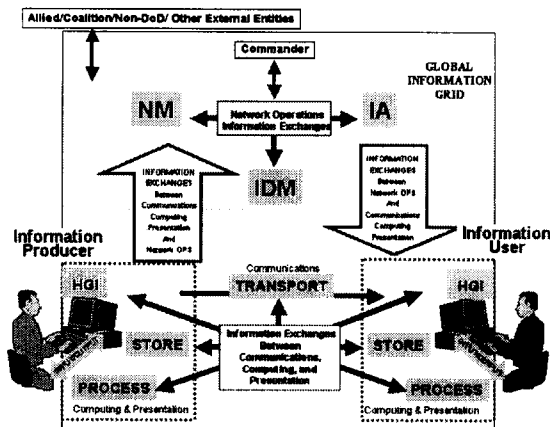 Allied/Coalition/Non-DoD/ Other External Entities
Commander
GLOBAL
INFORMATION
GRID
NM
Network Operations
Information Exchanges
IA
IDM
INFORMATION
EXCHANGES
Between
Communications
Computing
Presentation
And
Network OPS
INFORMATION
EXCHANGES
Between
Network OPS
And
Communications
Computing
Presentation
Information
Producer
Information
User
HGI
Communications
TRANSPORT
HGI
STORE
Information Exchanges
Between
Communications,
Computing, and
Presentation
STORE
PROCESS
PROCESS
Computing & Presentation
Computing & Presentation